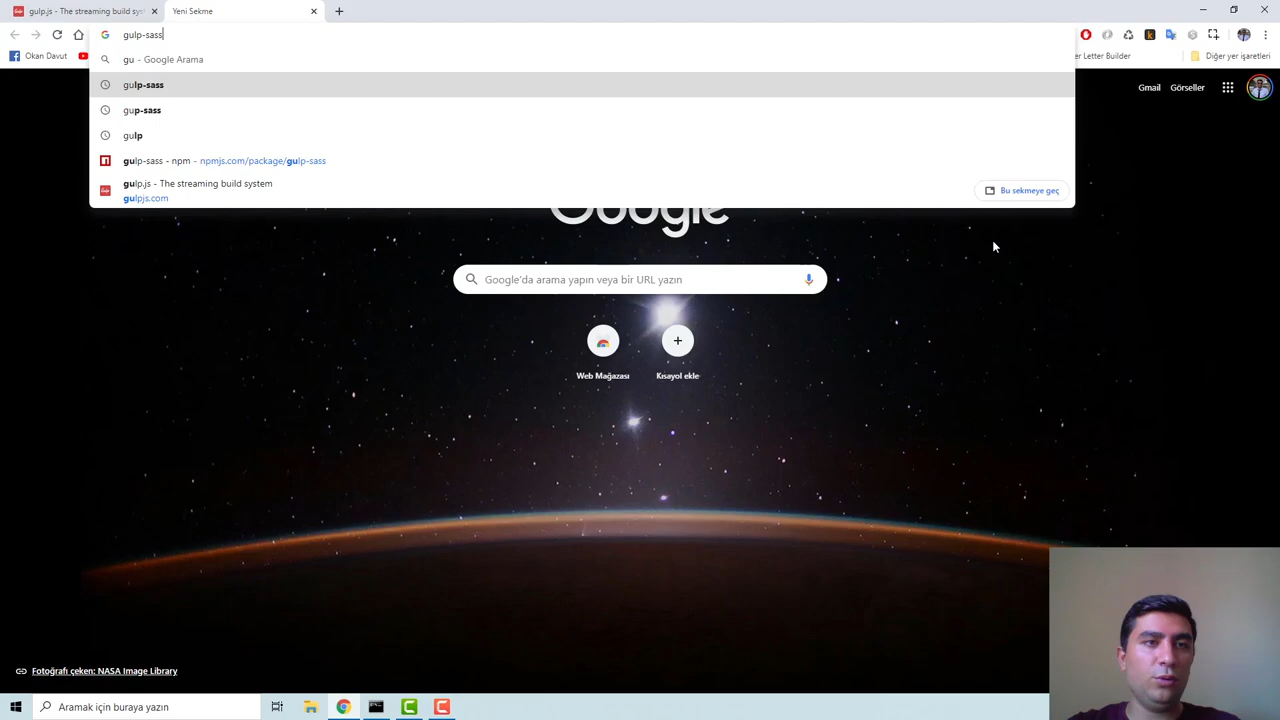 gulp.js - The streaming build sys
Yeni Sekme
gulp-sass
Okan Davut
er Letter Builder
Diğer yer işaretleri
gu - Google Arama
gulp-sass
gup-sass
gulp
gulp-sass - npm - npmjs.com/package/gulp-sass
gulp.js - The streaming build system
gulpjs.com
Bu sekmeye geç
Gmail
Görseller
Google
Google'da arama yapın veya bir URL yazın
Web Mağazası
Kısayol ekle
Fotoğrafı çeken: NASA Image Library
Aramak için buraya yazın